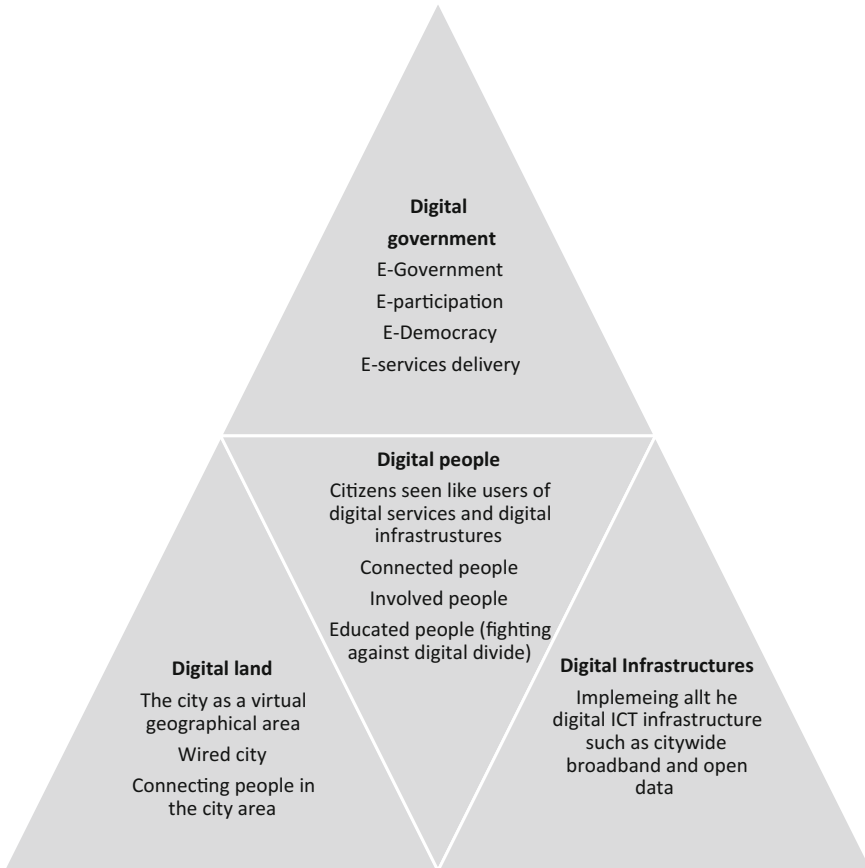 Digital
government
E-Government
E-participation
E-Democracy
E-services delivery
Digital people
Citizens seen like users of
digital services and digital
infrastrustures
Connected people
Involved people
Educated people (fighting
against digital divide)
Digital land
The city as a virtual
geographical area
Wired city
Connecting people in
the city area
Digital Infrastructures
Implemeing allt he
digital ICT infrastructure
such as citywide
broadband and open
data